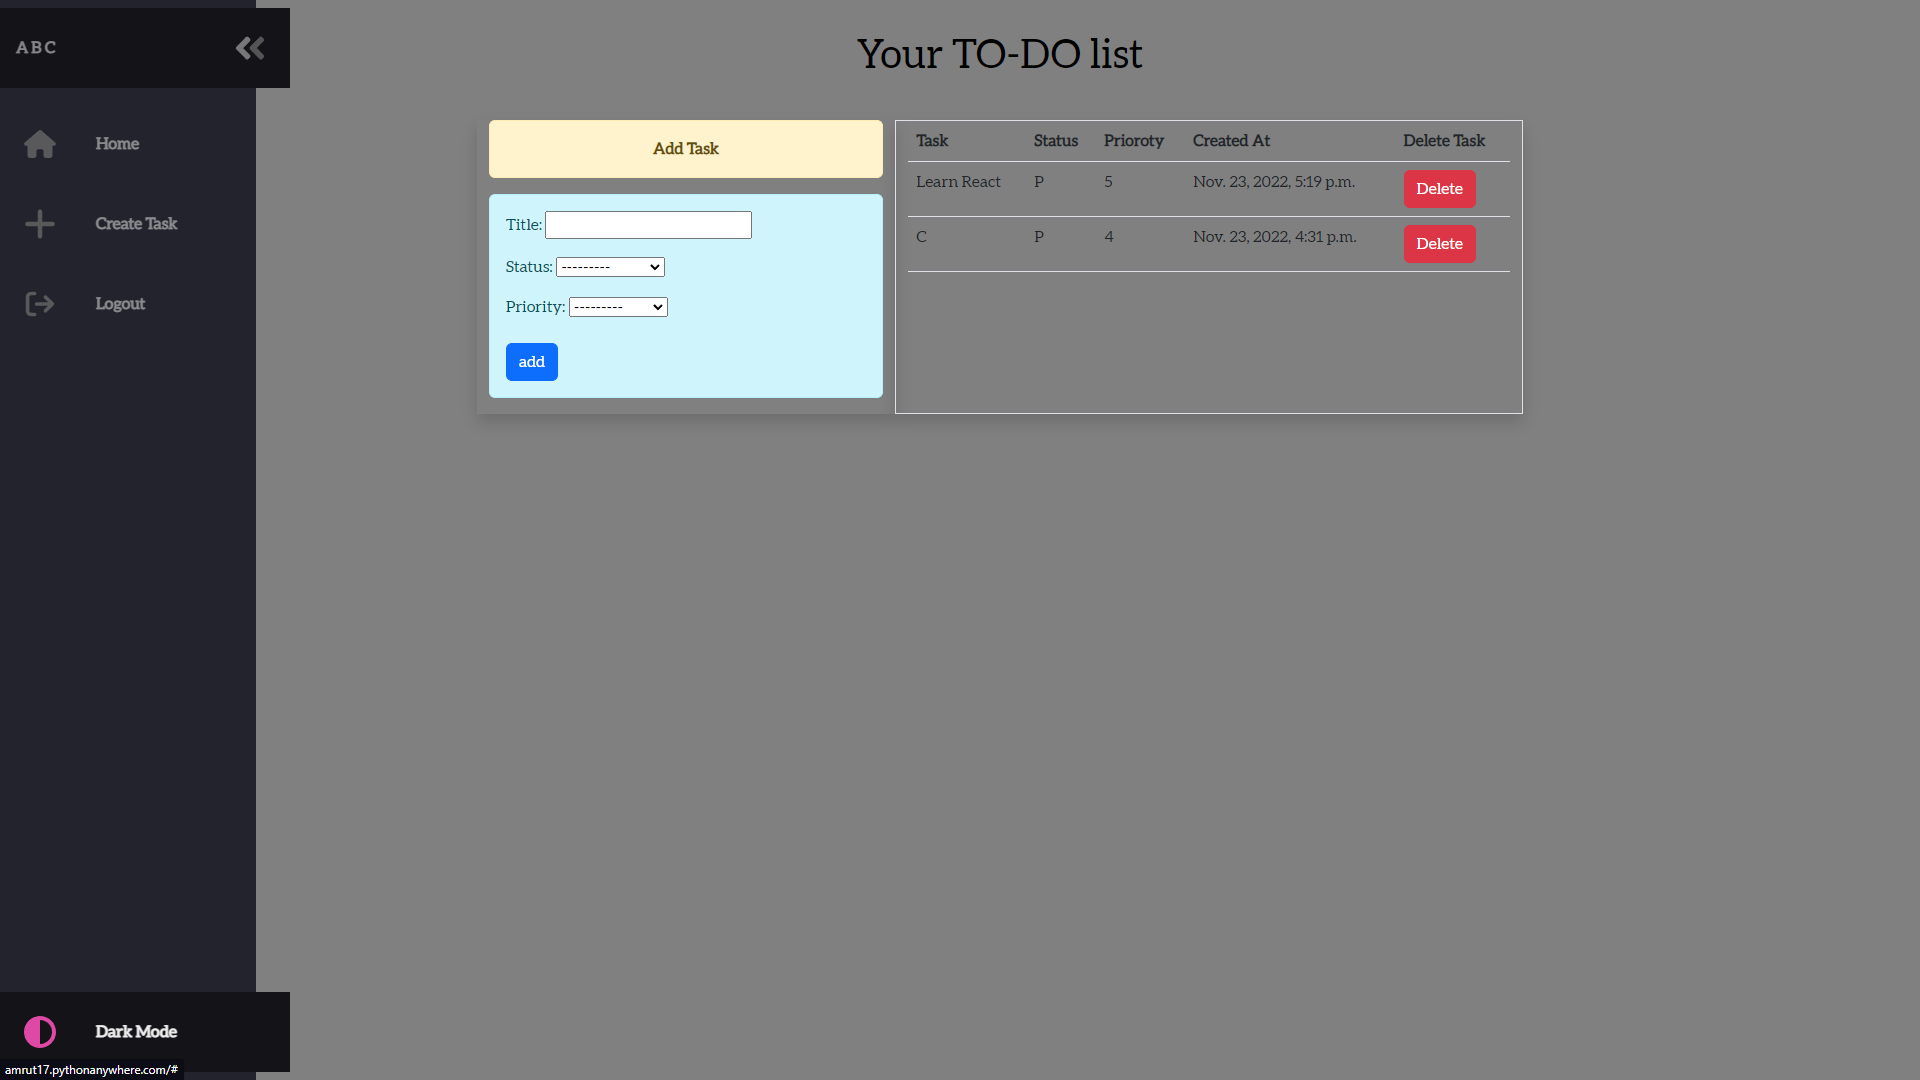 ABC
Home
Create Task
Logout
Your TO-DO list
Add Task
Title:
Status: ---------
Priority: ---------
add
Task Status Prioroty Created At Delete Task
Learn React P 5 Nov. 23, 2022, 5:19 p.m. Delete
C P 4 Nov. 23, 2022, 4:31 p.m. Delete
Dark Mode
amrut17.pythonanywhere.com/#